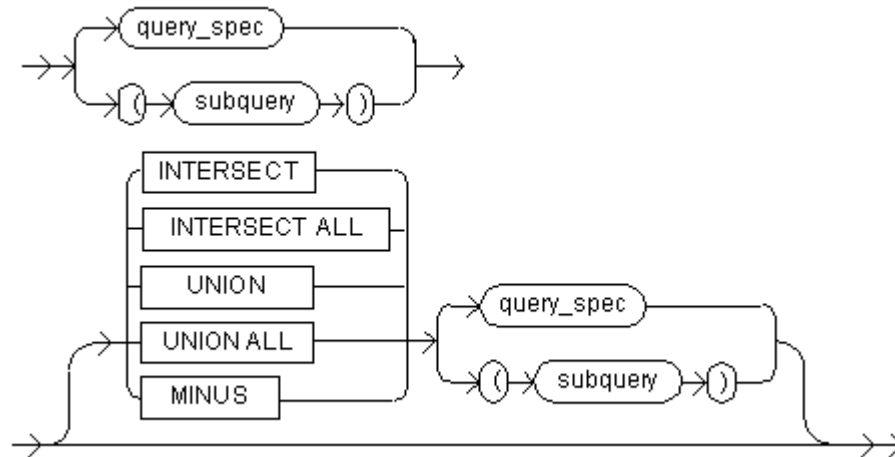 query_spec
( subquery )
INTERSECT
INTERSECT ALL
UNION
UNION ALL
MINUS
query_spec
( subquery )